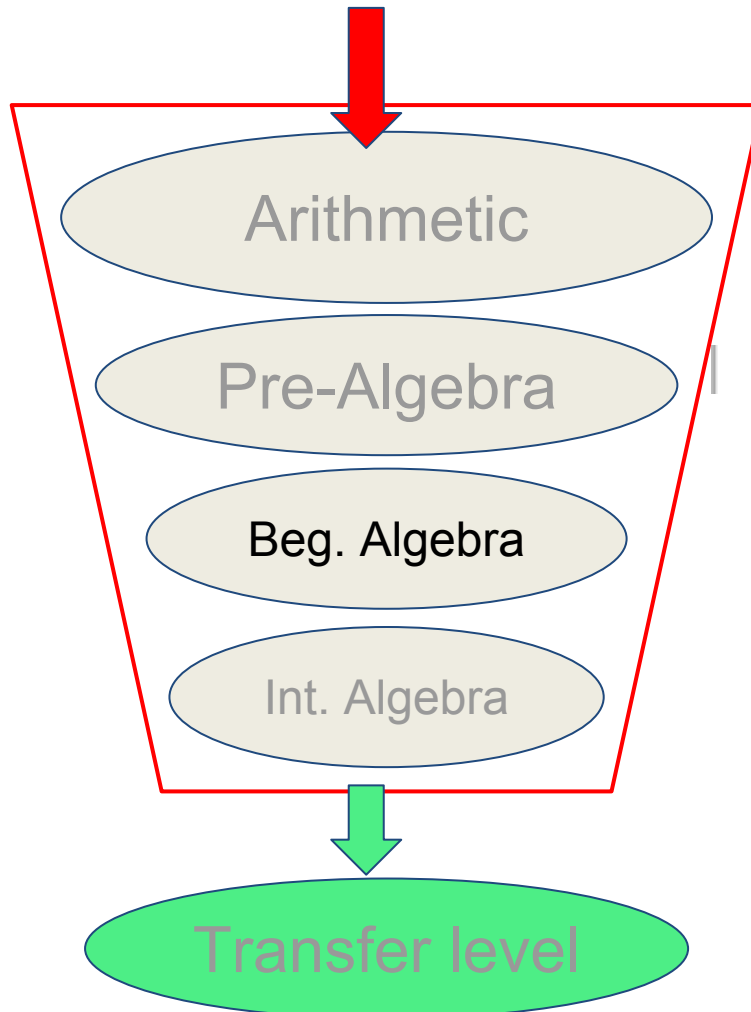 Arithmetic
Pre-Algebra
Beg. Algebra
Int. Algebra
Transfer level